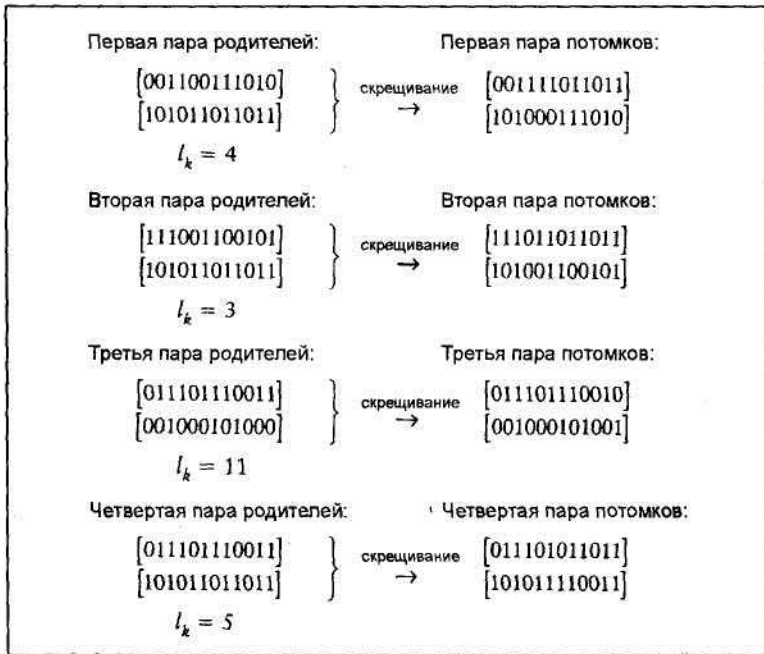 Первая пара родителей: Первая пара потомков:
[001100111010] } скрещивание [001111011011]
[101011011011] → [101000111010]
l_k = 4
Вторая пара родителей: Вторая пара потомков:
[111001100101] } скрещивание [111011011011]
[101011011011] → [101001100101]
l_k = 3
Третья пара родителей: Третья пара потомков:
[011101110011] } скрещивание [011101110010]
[001000101000] → [001000101001]
l_k = 11
Четвертая пара родителей: Четвертая пара потомков:
[011101110011] } скрещивание [011101011011]
[101011011011] → [101011110011]
l_k = 5